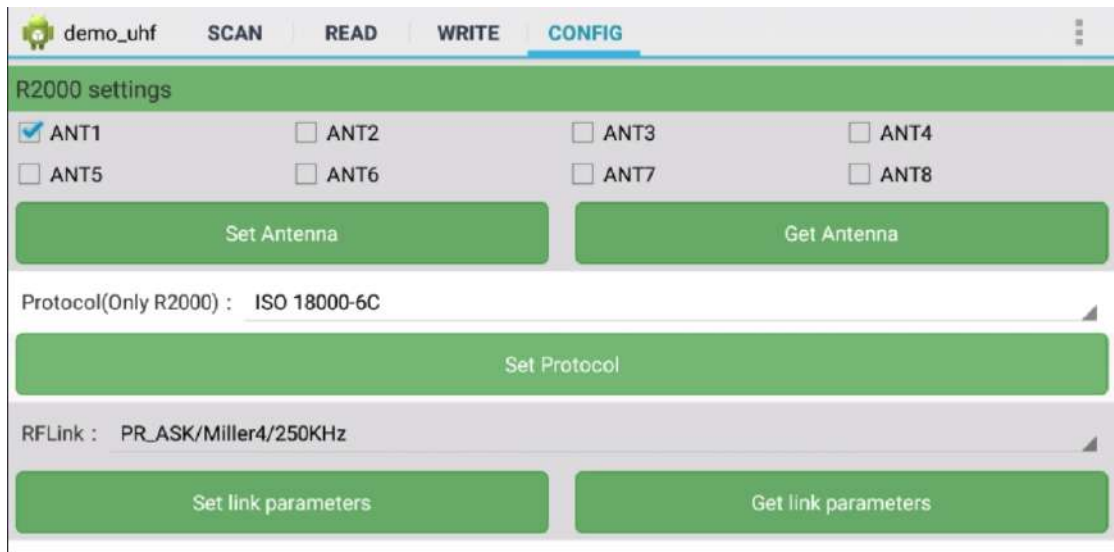 demo_uhf SCAN READ WRITE CONFIG
R2000 settings
ANT1 ANT2 ANT3 ANT4
ANT5 ANT6 ANT7 ANT8
Set Antenna Get Antenna
Protocol(Only R2000) : ISO 18000-6C
Set Protocol
RFLink : PR_ASK/Miller4/250KHz
Set link parameters Get link parameters